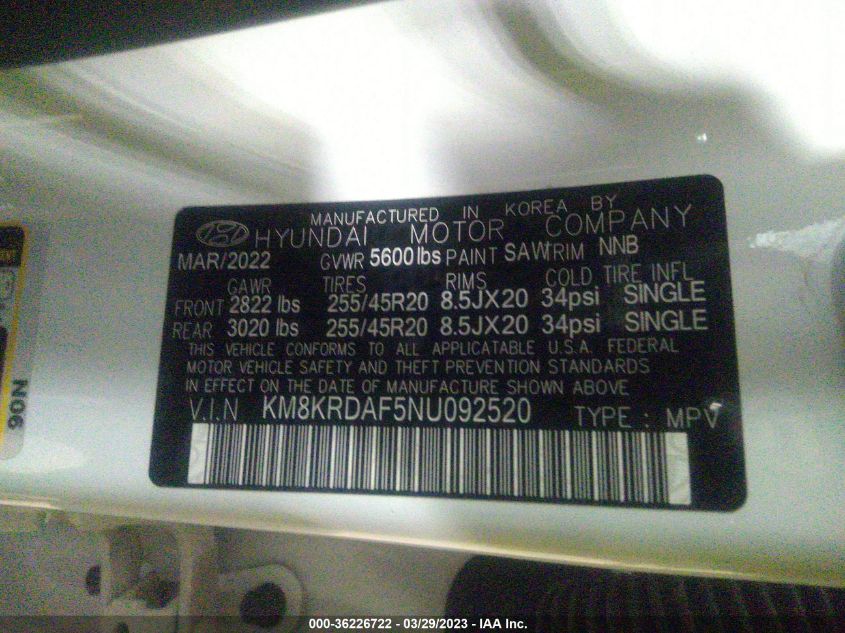 MANUFACTURED IN KOREA BY
HYUNDAI MOTOR COMPANY
MAR/2022 GVWR 5600 lbs PAINT SAW TRIM NNB
GAWR TIRES RIMS COLD TIRE INFL
FRONT 2822 lbs 255/45R20 8.5JX20 34psi SINGLE
REAR 3020 lbs 255/45R20 8.5JX20 34psi SINGLE
THIS VEHICLE CONFORMS TO ALL APPLICATABLE U.S.A. FEDERAL
MOTOR VEHICLE SAFETY AND THEFT PREVENTION STANDARDS
IN EFFECT ON THE DATE OF MANUFACTURE SHOWN ABOVE
V.I.N KM8KRDAF5NU092520 TYPE : MPV
90N
000-36226722 - 03/29/2023 - IAA Inc.